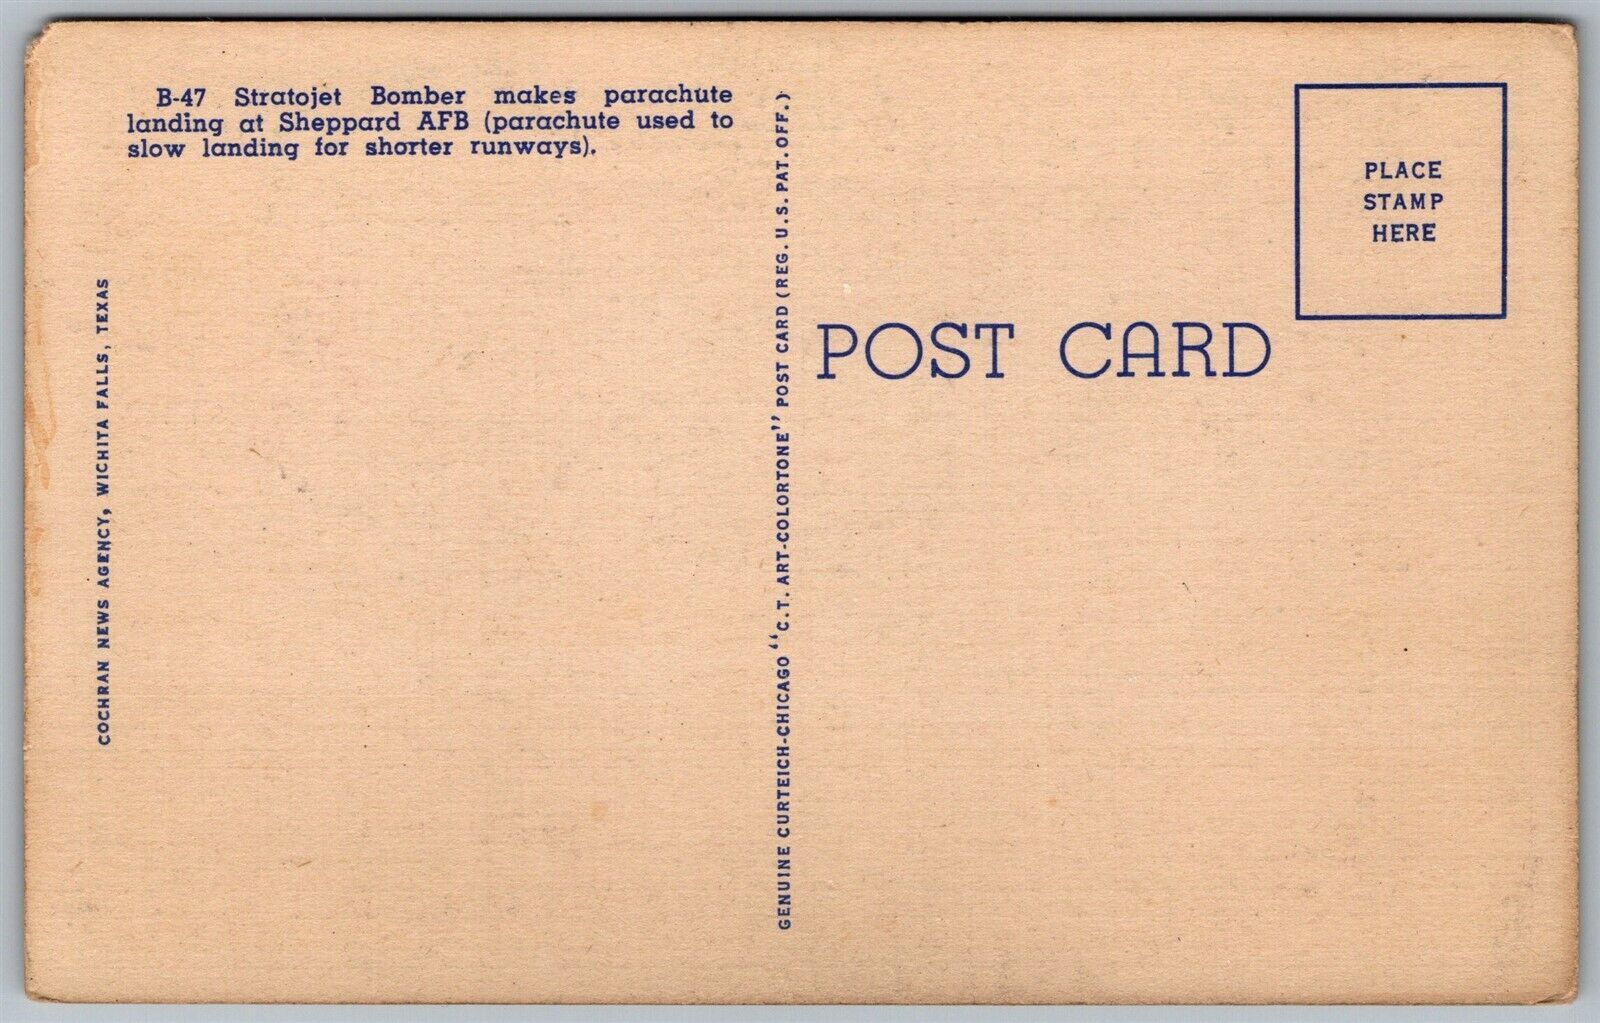 B-47 Stratojet Bomber makes parachute
landing at Sheppard AFB (parachute used to
slow landing for shorter runways).
COCHRAN NEWS AGENCY, WICHITA FALLS, TEXAS
GENUINE CURTEICH-CHICAGO "C.T. ART-COLORTONE" POST CARD (REG. U.S. PAT. OFF.)
POST CARD
PLACE
STAMP
HERE